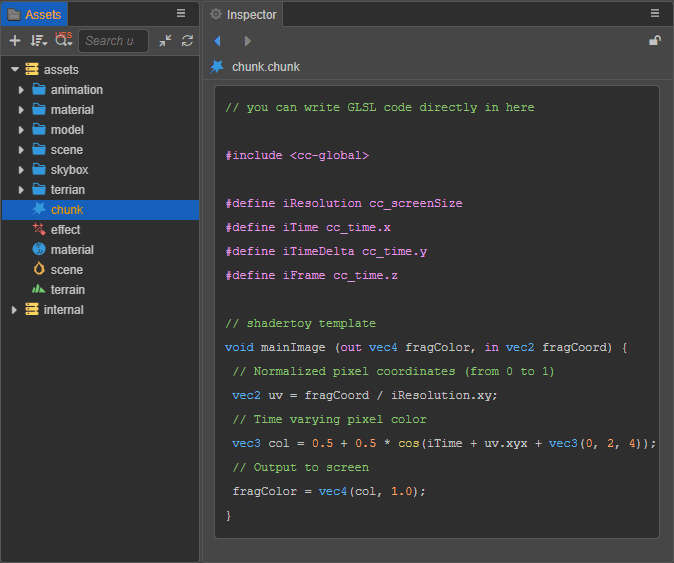 Assets
UES
Search u
assets
animation
material
model
scene
skybox
terrian
chunk
effect
material
scene
terrain
internal
Inspector
chunk.chunk
// you can write GLSL code directly in here
#include <cc-global>
#define iResolution cc_screenSize
#define iTime cc_time.x
#define iTimeDelta cc_time.y
#define iFrame cc_time.z
// shadertoy template
void mainImage (out vec4 fragColor, in vec2 fragCoord) {
// Normalized pixel coordinates (from 0 to 1)
vec2 uv = fragCoord / iResolution.xy;
// Time varying pixel color
vec3 col = 0.5 + 0.5 * cos(iTime + uv.xyx + vec3(0, 2, 4));
// Output to screen
fragColor = vec4(col, 1.0);
}